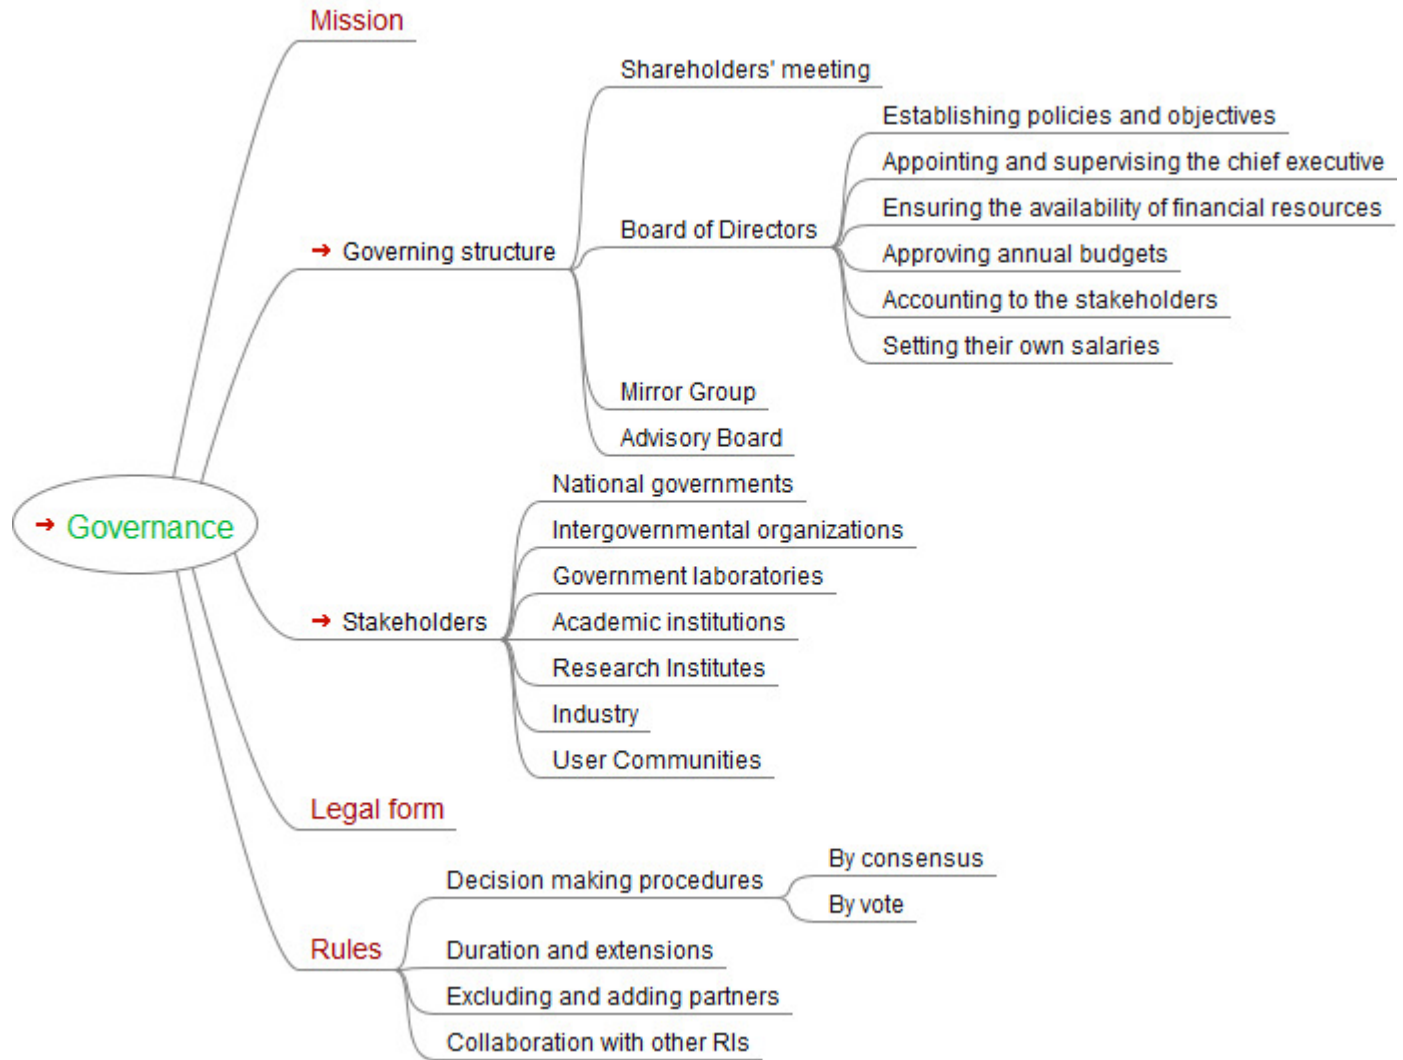 Mission
Shareholders' meeting
Establishing policies and objectives
Appointing and supervising the chief executive
Ensuring the availability of financial resources
Board of Directors
Approving annual budgets
➔ Governing structure
Accounting to the stakeholders
Setting their own salaries
Mirror Group
Advisory Board
National governments
➔ Governance
Intergovernmental organizations
Government laboratories
➔ Stakeholders
Academic institutions
Research Institutes
Industry
User Communities
Legal form
By consensus
Decision making procedures
By vote
Rules
Duration and extensions
Excluding and adding partners
Collaboration with other RIs